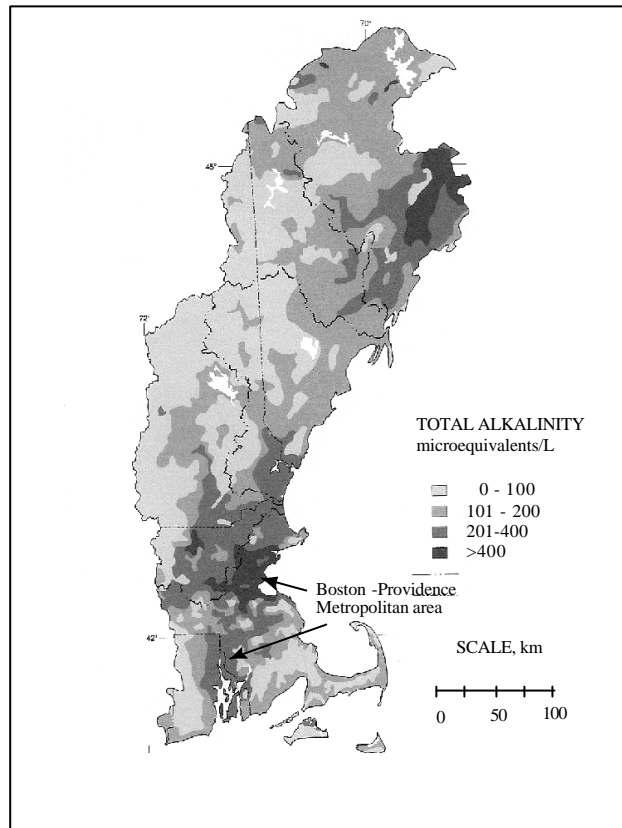 70°
45°
72°
TOTAL ALKALINITY
microequivalents/L
0 - 100
101 - 200
201-400
>400
Boston -Providence
Metropolitan area
42°
SCALE, km
0 50 100